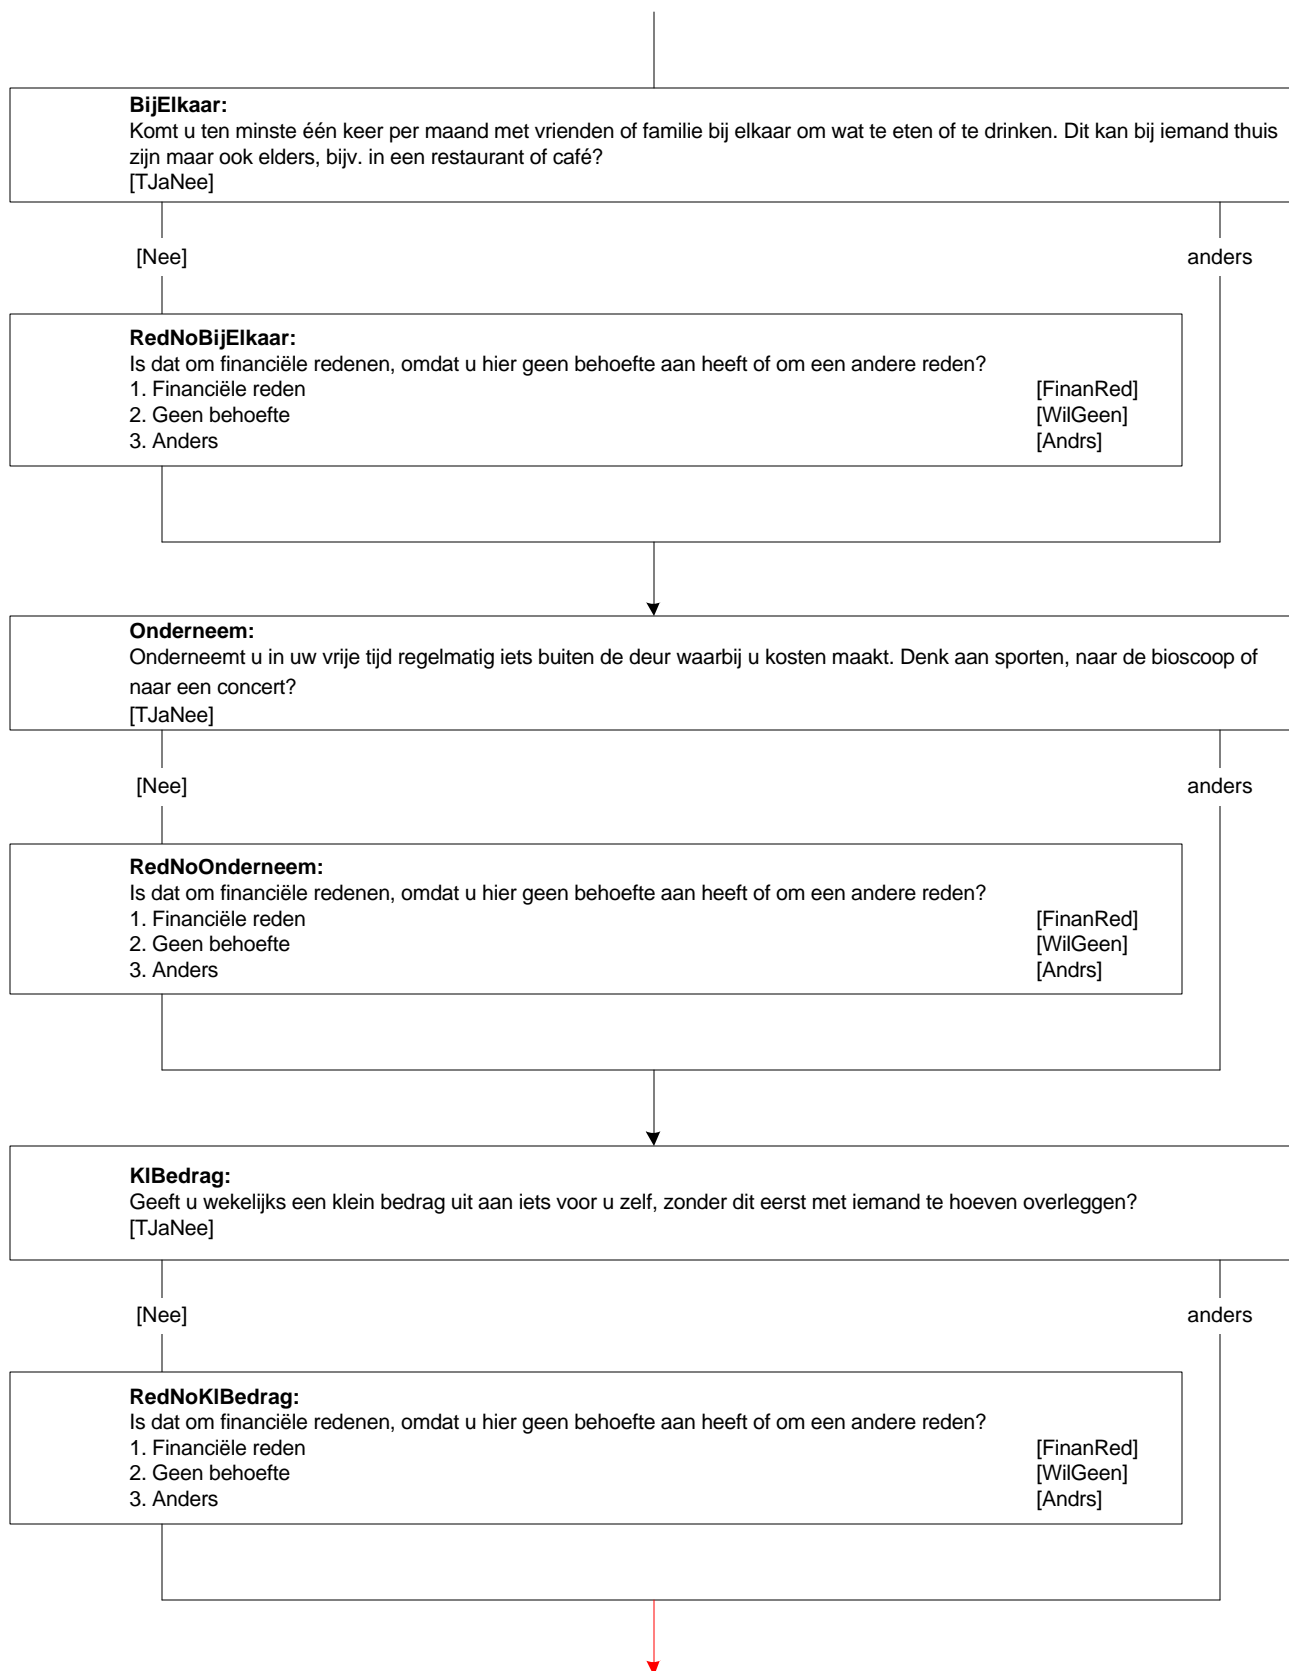 BijElkaar:
Komt u ten minste één keer per maand met vrienden of familie bij elkaar om wat te eten of te drinken. Dit kan bij iemand thuis
zijn maar ook elders, bijv. in een restaurant of café?
[TJaNee]
[Nee] anders
RedNoBijElkaar:
Is dat om financiële redenen, omdat u hier geen behoefte aan heeft of om een andere reden?
1. Financiële reden [FinanRed]
2. Geen behoefte [WilGeen]
3. Anders [Andrs]
Onderneem:
Onderneemt u in uw vrije tijd regelmatig iets buiten de deur waarbij u kosten maakt. Denk aan sporten, naar de bioscoop of
naar een concert?
[TJaNee]
[Nee] anders
RedNoOnderneem:
Is dat om financiële redenen, omdat u hier geen behoefte aan heeft of om een andere reden?
1. Financiële reden [FinanRed]
2. Geen behoefte [WilGeen]
3. Anders [Andrs]
KlBedrag:
Geeft u wekelijks een klein bedrag uit aan iets voor u zelf, zonder dit eerst met iemand te hoeven overleggen?
[TJaNee]
[Nee] anders
RedNoKlBedrag:
Is dat om financiële redenen, omdat u hier geen behoefte aan heeft of om een andere reden?
1. Financiële reden [FinanRed]
2. Geen behoefte [WilGeen]
3. Anders [Andrs]